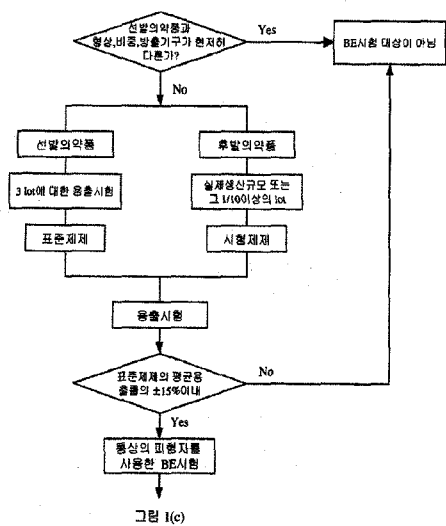 선발의약품과
형상,비중,방출기구가 현저히
다른가?
Yes
BE시험 대상이 아님
No
선발의약품
후발의약품
3 lot에 대한 용출시험
실제생산규모 또는
그 1/10이상의 lot
표준제제
시험제제
용출시험
표준제제의 평균용
출률의 ±15%이내
No
Yes
통상의 피험자를
사용한 BE시험
그림 1(c)